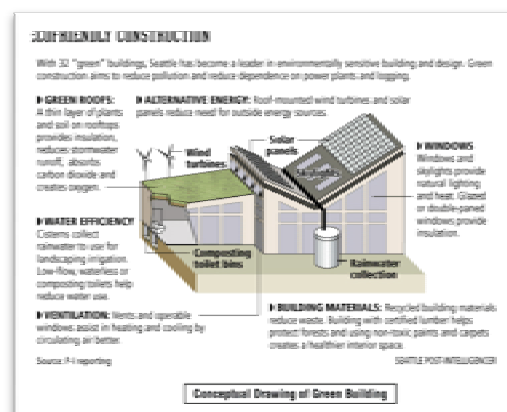 ECOFRIENDLY CONSTRUCTION
With 32 "green" buildings, Seattle has become a leader in environmentally sensitive building and design. Green
construction aims to reduce pollution and reduce dependence on power plants and logging.
GREEN ROOFS:
A thin layer of plants
and soil on rooftops
provides insulation,
reduces stormwater
runoff, absorbs
carbon dioxide and
creates oxygen.
ALTERNATIVE ENERGY: Roof-mounted wind turbines and solar
panels reduce need for outside energy sources.
Wind
turbines
Solar
panels
Skylights
WINDOWS
Windows and
skylights provide
natural lighting
and heat. Glazed
or double-paned
windows provide
insulation.
WATER EFFICIENCY
Cisterns collect
rainwater to use for
landscaping irrigation.
Low-flow, waterless or
composting toilets help
reduce water use.
Composting
toilet bins
Rainwater
collection
VENTILATION: Vents and operable
windows assist in heating and cooling by
circulating air better.
BUILDING MATERIALS: Recycled building materials
reduce waste. Building with certified lumber helps
protect forests and using non-toxic paints and carpets
creates a healthier interior space.
Source: P-I reporting
SEATTLE POST-INTELLIGENCER
Conceptual Drawing of Green Building